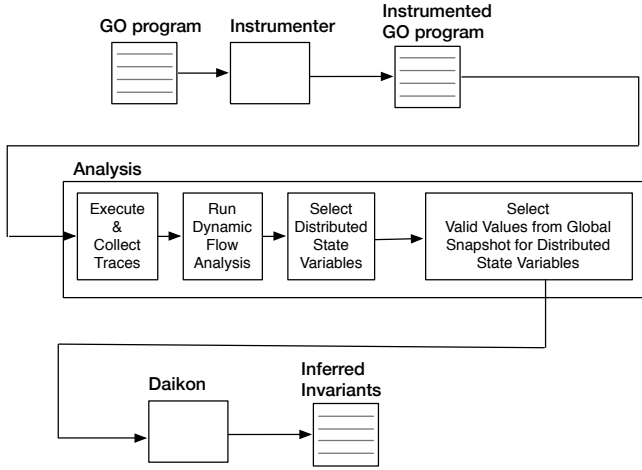 GO program
Instrumenter
Instrumented
GO program
Analysis
Execute
&
Collect
Traces
Run
Dynamic
Flow
Analysis
Select
Distributed
State
Variables
Select
Valid Values from Global
Snapshot for Distributed
State Variables
Daikon
Inferred
Invariants